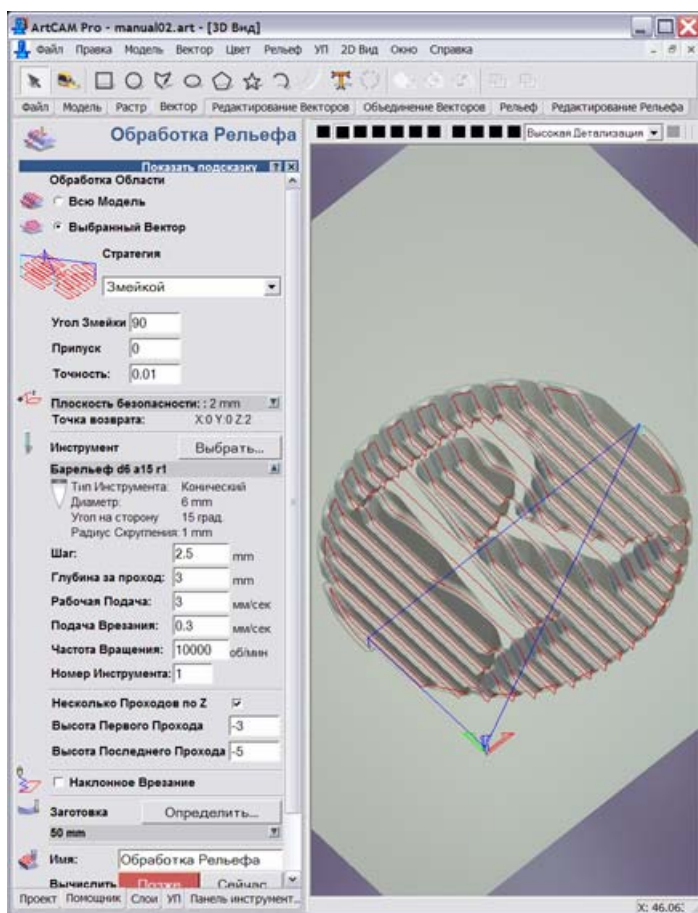 ArtCAM Pro - manual02.art - [3D Вид]
Файл Правка Модель Вектор Цвет Рельеф УП 2D Вид Окно Справка
Файл Модель Растр Вектор Редактирование Векторов Объединение Векторов Рельеф Редактирование Рельефа
Обработка Рельефа
Высокая Детализация
Показать подсказку
Обработка Области
Всю Модель
Выбранный Вектор
Стратегия
Змейкой
Угол Змейки 90
Припуск 0
Точность: 0.01
Плоскость безопасности: : 2 mm
Точка возврата: X:0 Y:0 Z:2
Инструмент Выбрать...
Барельеф d6 a15 r1
Тип Инструмента: Конический
Диаметр: 6 mm
Угол на сторону 15 град.
Радиус Скругления: 1 mm
Шаг: 2.5 mm
Глубина за проход: 3 mm
Рабочая Подача: 3 мм/сек
Подача Врезания: 0.3 мм/сек
Частота Вращения: 10000 об/мин
Номер Инструмента: 1
Несколько Проходов по Z
Высота Первого Прохода -3
Высота Последнего Прохода -5
Наклонное Врезание
Заготовка Определить...
50 mm
Имя: Обработка Рельефа
Вычислить Позже Сейчас
Проект Помощник Слои УП Панель инструмент...
X: 46.06